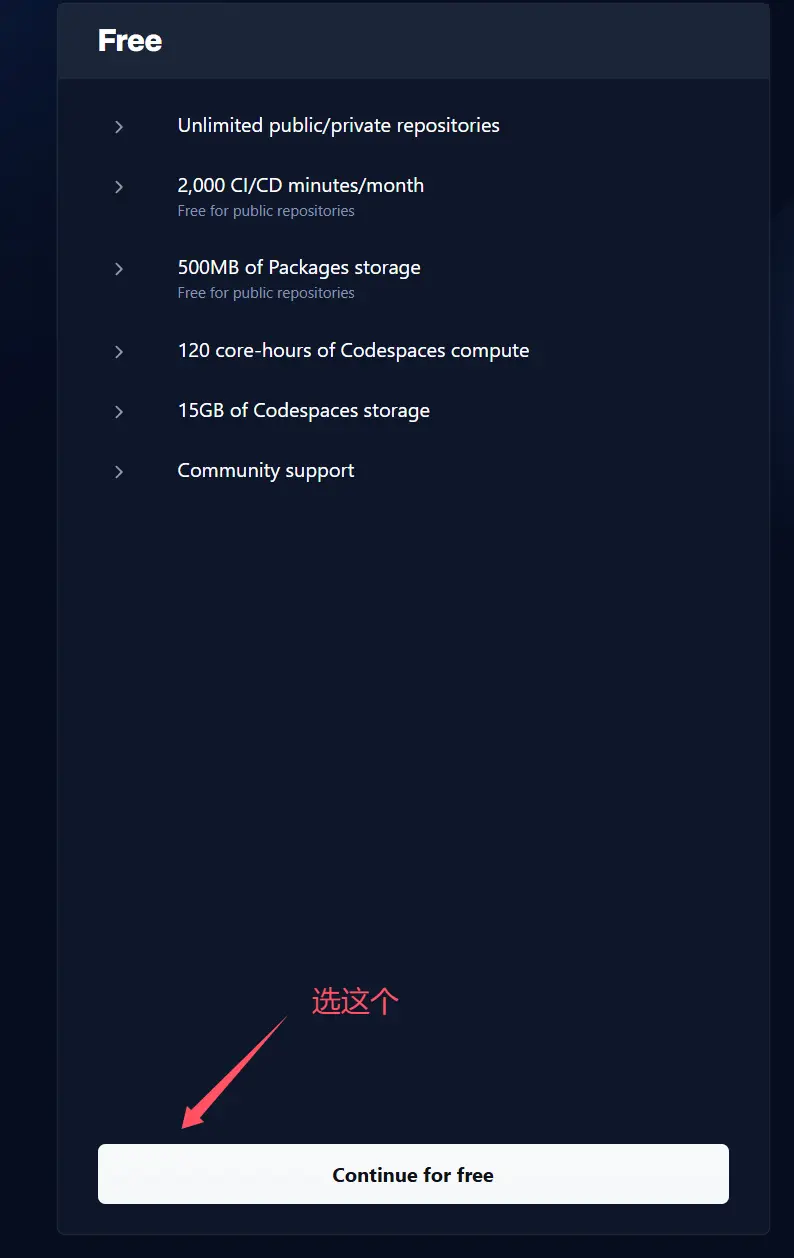 Free
Unlimited public/private repositories
2,000 CI/CD minutes/month
Free for public repositories
500MB of Packages storage
Free for public repositories
120 core-hours of Codespaces compute
15GB of Codespaces storage
Community support
选这个
Continue for free